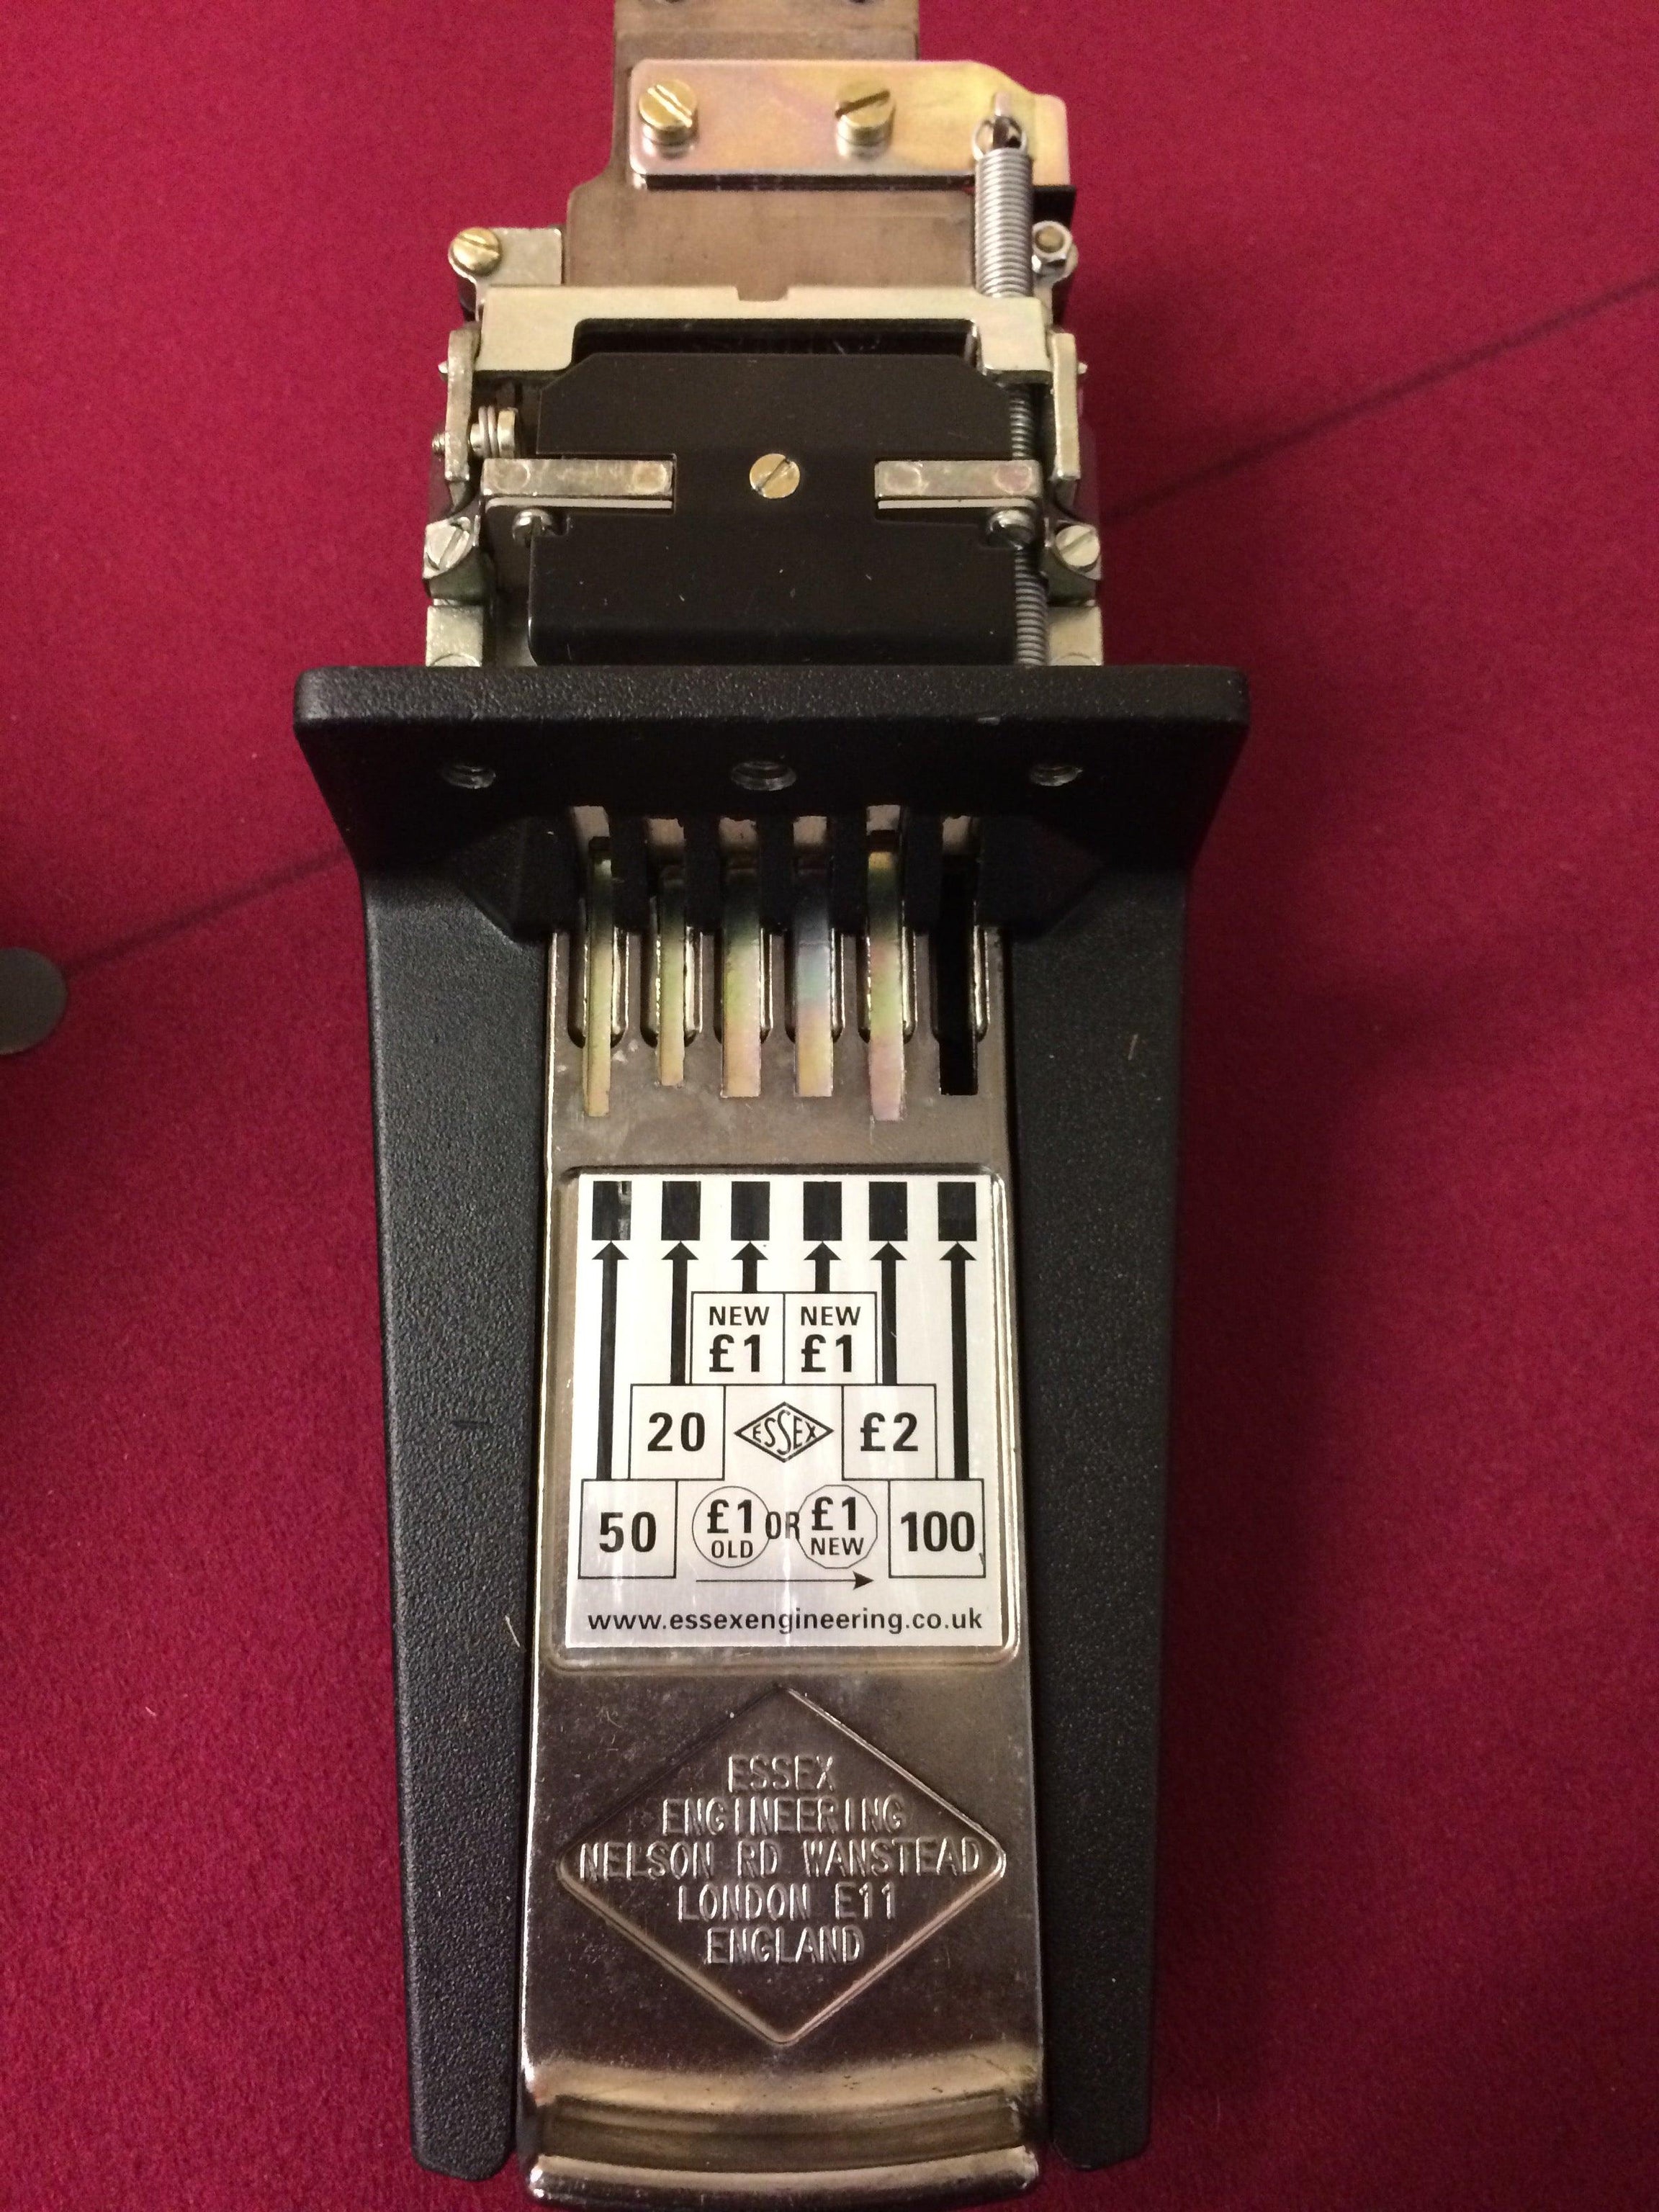 NEW NEW
£1 £1
20 ESSEX £2
50 £1 OR £1 100
OLD NEW
www.essexengineering.co.uk
ESSEX
ENGINEERING
NELSON RD WANSTEAD
LONDON E11
ENGLAND